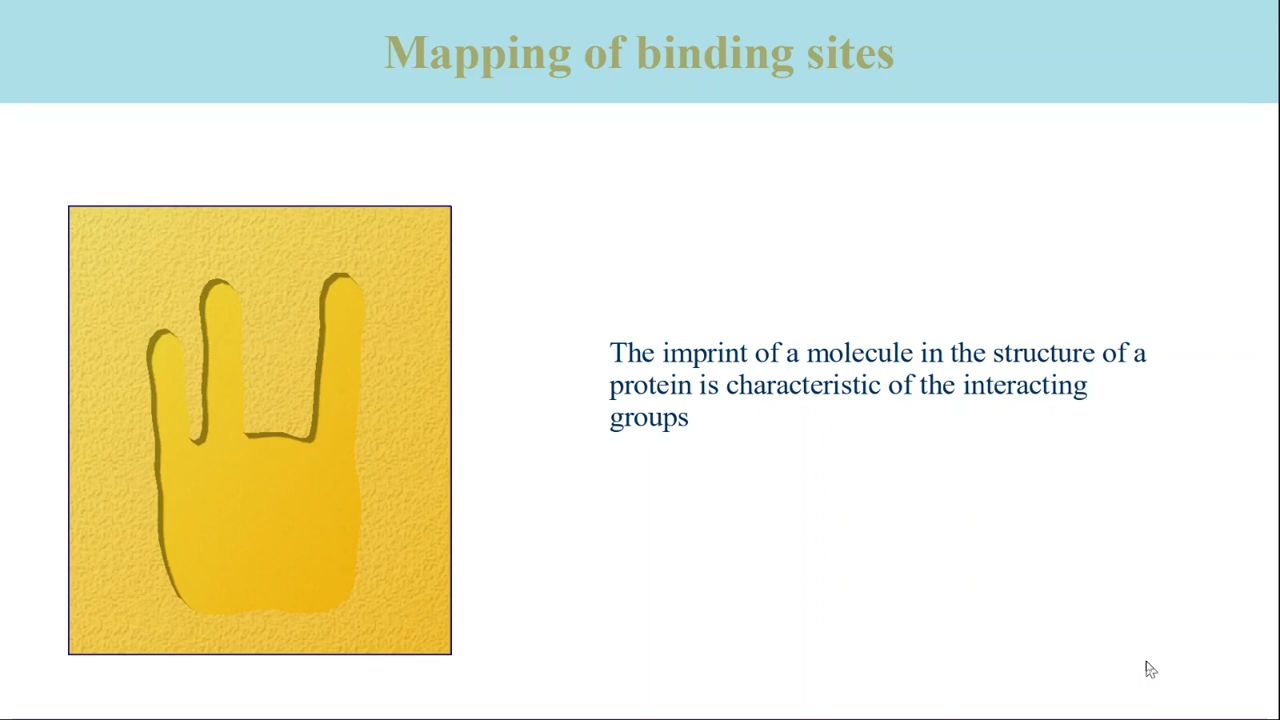 Mapping of binding sites
The imprint of a molecule in the structure of a
protein is characteristic of the interacting
groups